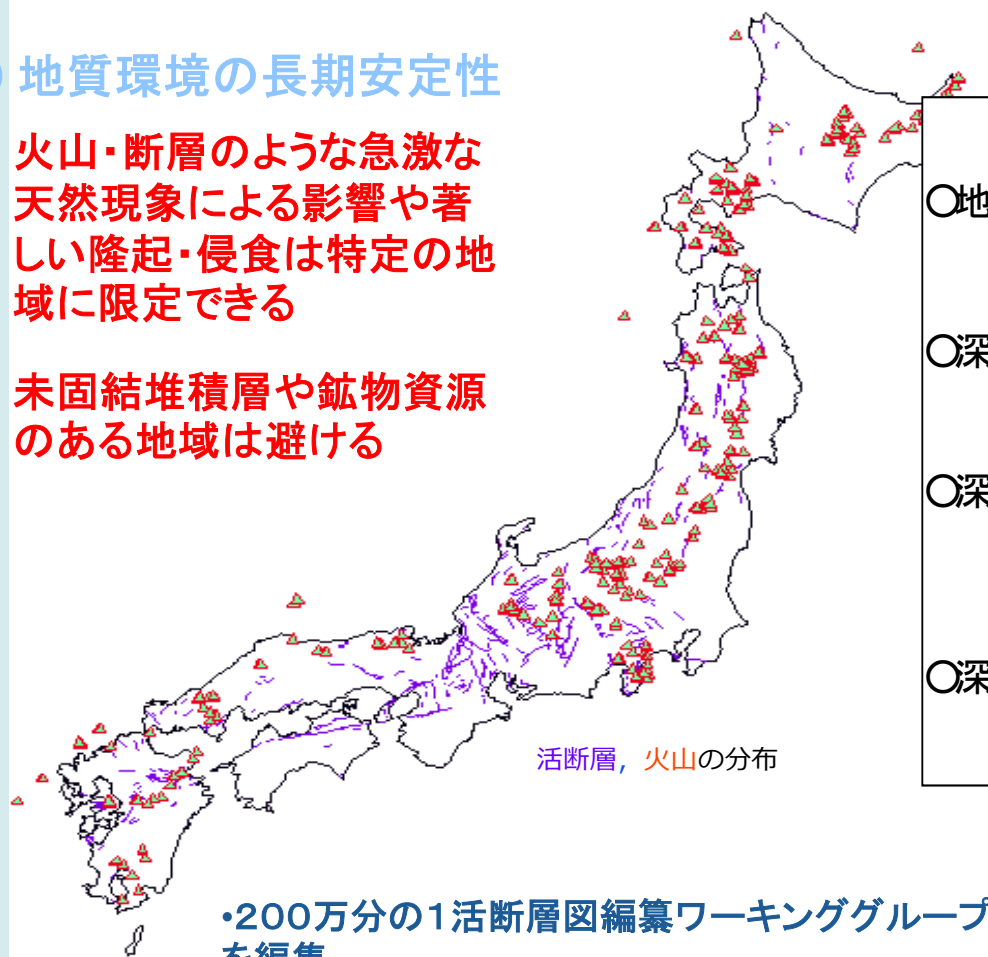 地質環境の長期安定性
火山・断層のような急激な
天然現象による影響や著
しい隆起・侵食は特定の地
域に限定できる
未固結堆積層や鉱物資源
のある地域は避ける
○地
○深
○深
○深
活断層，火山の分布
•200万分の1活断層図編纂ワーキンググループ
を編集